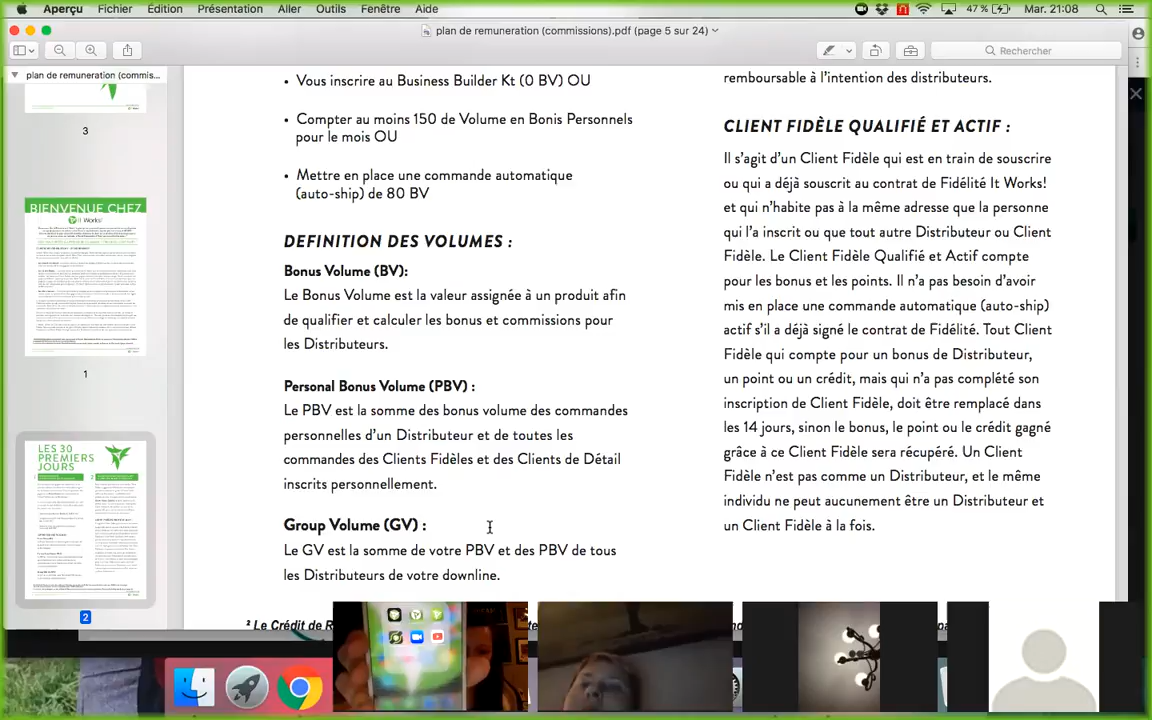 Aperçu Fichier Édition Présentation Aller Outils Fenêtre Aide
47 % Mar. 21:08
plan de remuneration (commissions).pdf (page 5 sur 24)
Rechercher
plan de remuneration (commis...
3
BIENVENUE CHEZ
It Works!
1
LES 30
PREMIERS
JOURS
2
• Vous inscrire au Business Builder Kt (0 BV) OU
• Compter au moins 150 de Volume en Bonis Personnels
pour le mois OU
• Mettre en place une commande automatique
(auto-ship) de 80 BV
DEFINITION DES VOLUMES :
Bonus Volume (BV):
Le Bonus Volume est la valeur assignée à un produit afin
de qualifier et calculer les bonus et commissions pour
les Distributeurs.
Personal Bonus Volume (PBV) :
Le PBV est la somme des bonus volume des commandes
personnelles d'un Distributeur et de toutes les
commandes des Clients Fidèles et des Clients de Détail
inscrits personnellement.
Group Volume (GV) :
Le GV est la somme de votre PBV et des PBV de tous
les Distributeurs de votre downline.
² Le Crédit de
remboursable à l'intention des distributeurs.
CLIENT FIDÈLE QUALIFIÉ ET ACTIF :
Il s'agit d'un Client Fidèle qui est en train de souscrire
ou qui a déjà souscrit au contrat de Fidélité It Works!
et qui n'habite pas à la même adresse que la personne
qui l'a inscrit ou que tout autre Distributeur ou Client
Fidèle. Le Client Fidèle Qualifié et Actif compte
pour les bonus et les points. Il n'a pas besoin d'avoir
mis en place une commande automatique (auto-ship)
actif s'il a déjà signé le contrat de Fidélité. Tout Client
Fidèle qui compte pour un bonus de Distributeur,
un point ou un crédit, mais qui n'a pas complété son
inscription de Client Fidèle, doit être remplacé dans
les 14 jours, sinon le bonus, le point ou le crédit gagné
grâce à ce Client Fidèle sera récupéré. Un Client
Fidèle n'est pas comme un Distributeur, et le même
individu ne peut aucunement être un Distributeur et
un Client Fidèle à la fois.